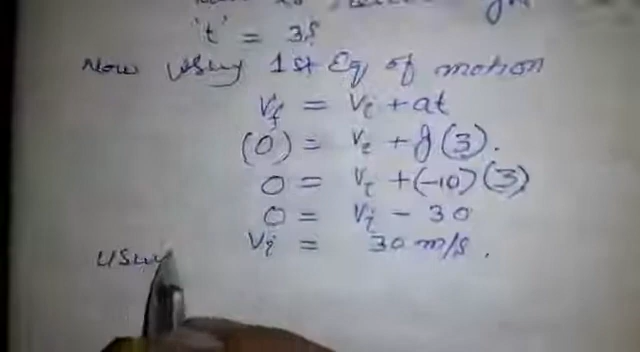 't' = 3s
Now Using 1st Eq of motion
Vf = Vi + at
(0) = Vi + g(3).
0 = Vi + (-10)(3)
0 = Vi - 30
Vi = 30 m/s.
Using